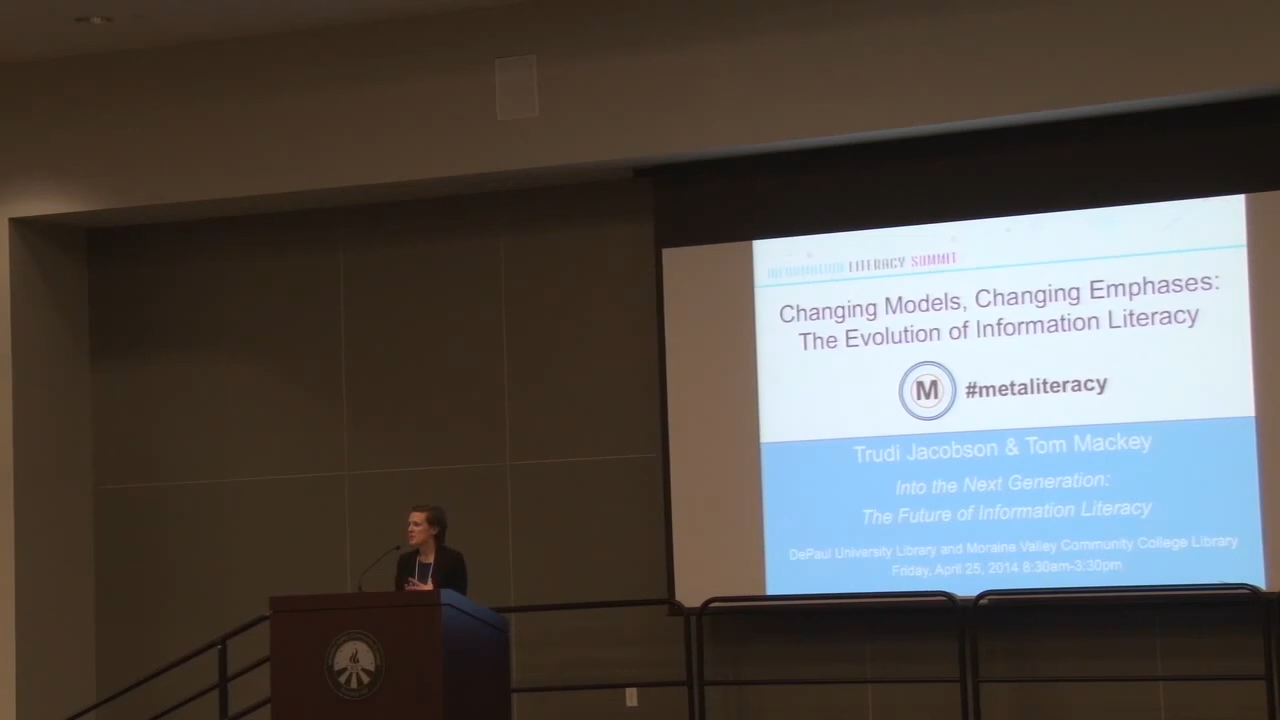 INFORMATION LITERACY SUMMIT
Changing Models, Changing Emphases:
The Evolution of Information Literacy
M #metaliteracy
Trudi Jacobson & Tom Mackey
Into the Next Generation:
The Future of Information Literacy
DePaul University Library and Moraine Valley Community College Library
Friday, April 25, 2014 8:30am-3:30pm